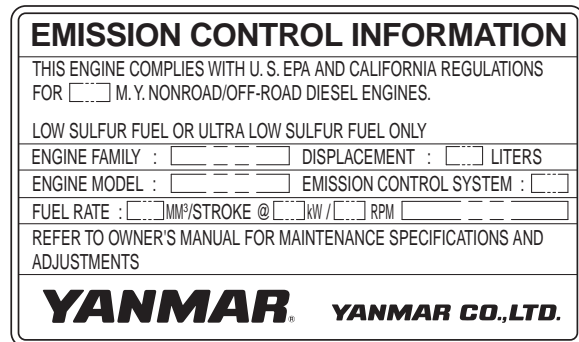 EMISSION CONTROL INFORMATION
THIS ENGINE COMPLIES WITH U. S. EPA AND CALIFORNIA REGULATIONS
FOR M. Y. NONROAD/OFF-ROAD DIESEL ENGINES.
LOW SULFUR FUEL OR ULTRA LOW SULFUR FUEL ONLY
ENGINE FAMILY : DISPLACEMENT : LITERS
ENGINE MODEL : EMISSION CONTROL SYSTEM :
FUEL RATE : MM³/STROKE @ kW / RPM
REFER TO OWNER'S MANUAL FOR MAINTENANCE SPECIFICATIONS AND
ADJUSTMENTS
YANMAR® YANMAR CO.,LTD.